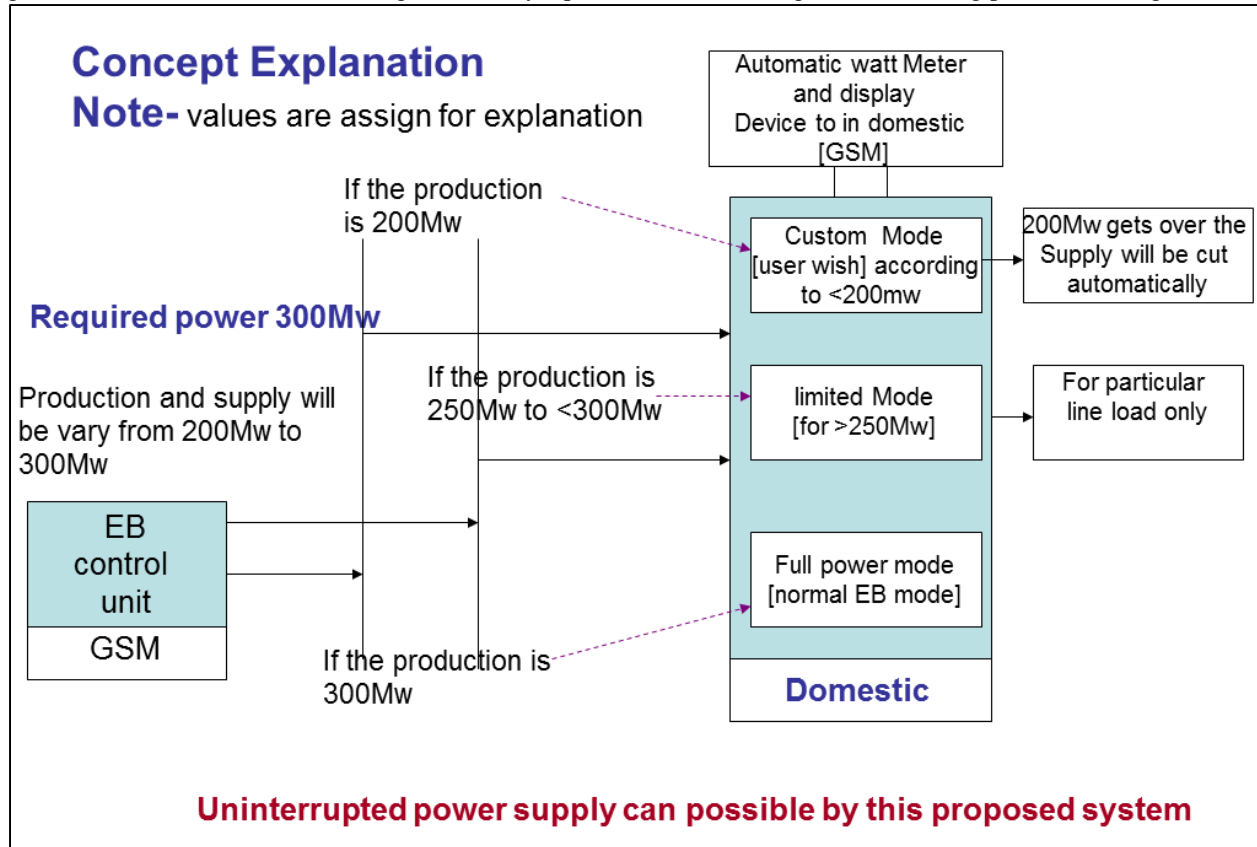 Concept Explanation
Note- values are assign for explanation
Automatic watt Meter
and display
Device to in domestic
[GSM]
If the production
is 200Mw
Custom Mode
[user wish] according
to <200mw
200Mw gets over the
Supply will be cut
automatically
Required power 300Mw
Production and supply will
be vary from 200Mw to
300Mw
If the production is
250Mw to <300Mw
limited Mode
[for >250Mw]
For particular
line load only
EB
control
unit
GSM
Full power mode
[normal EB mode]
If the production is
300Mw
Domestic
Uninterrupted power supply can possible by this proposed system